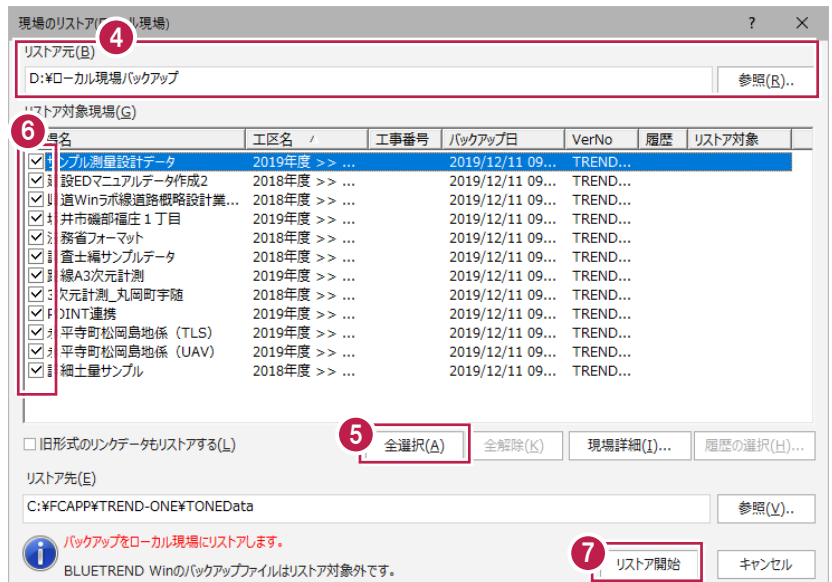 現場のリストア(ローカル現場)
? ×
4
リストア元(B)
D:¥ローカル現場バックアップ 参照(R)..
リストア対象現場(G)
6
名 工区名 工事番号 バックアップ日 VerNo 履歴 リストア対象
サンプル測量設計データ 2019年度 >> ... 2019/12/11 09... TREND...
設EDマニュアルデータ作成2 2018年度 >> ... 2019/12/11 09... TREND...
道Winラボ線道路概略設計業... 2018年度 >> ... 2019/12/11 09... TREND...
井市磯部福庄1丁目 2019年度 >> ... 2019/12/11 09... TREND...
務省フォーマット 2018年度 >> ... 2019/12/11 09... TREND...
査士編サンプルデータ 2018年度 >> ... 2019/12/11 09... TREND...
線A3次元計測 2019年度 >> ... 2019/12/11 09... TREND...
3次元計測_丸岡町宇随 2018年度 >> ... 2019/12/11 09... TREND...
POINT連携 2019年度 >> ... 2019/12/11 09... TREND...
平寺町松岡島地係（TLS） 2019年度 >> ... 2019/12/11 09... TREND...
平寺町松岡島地係（UAV） 2019年度 >> ... 2019/12/11 09... TREND...
詳細土量サンプル 2018年度 >> ... 2019/12/11 09... TREND...
旧形式のリンクデータもリストアする(L) 5 全選択(A) 全解除(K) 現場詳細(I)... 履歴の選択(H)...
リストア先(E)
C:¥FCAPP¥TREND-ONE¥TONEData 参照(V)..
バックアップをローカル現場にリストアします。
BLUETREND Winのバックアップファイルはリストア対象外です。
7 リストア開始 キャンセル